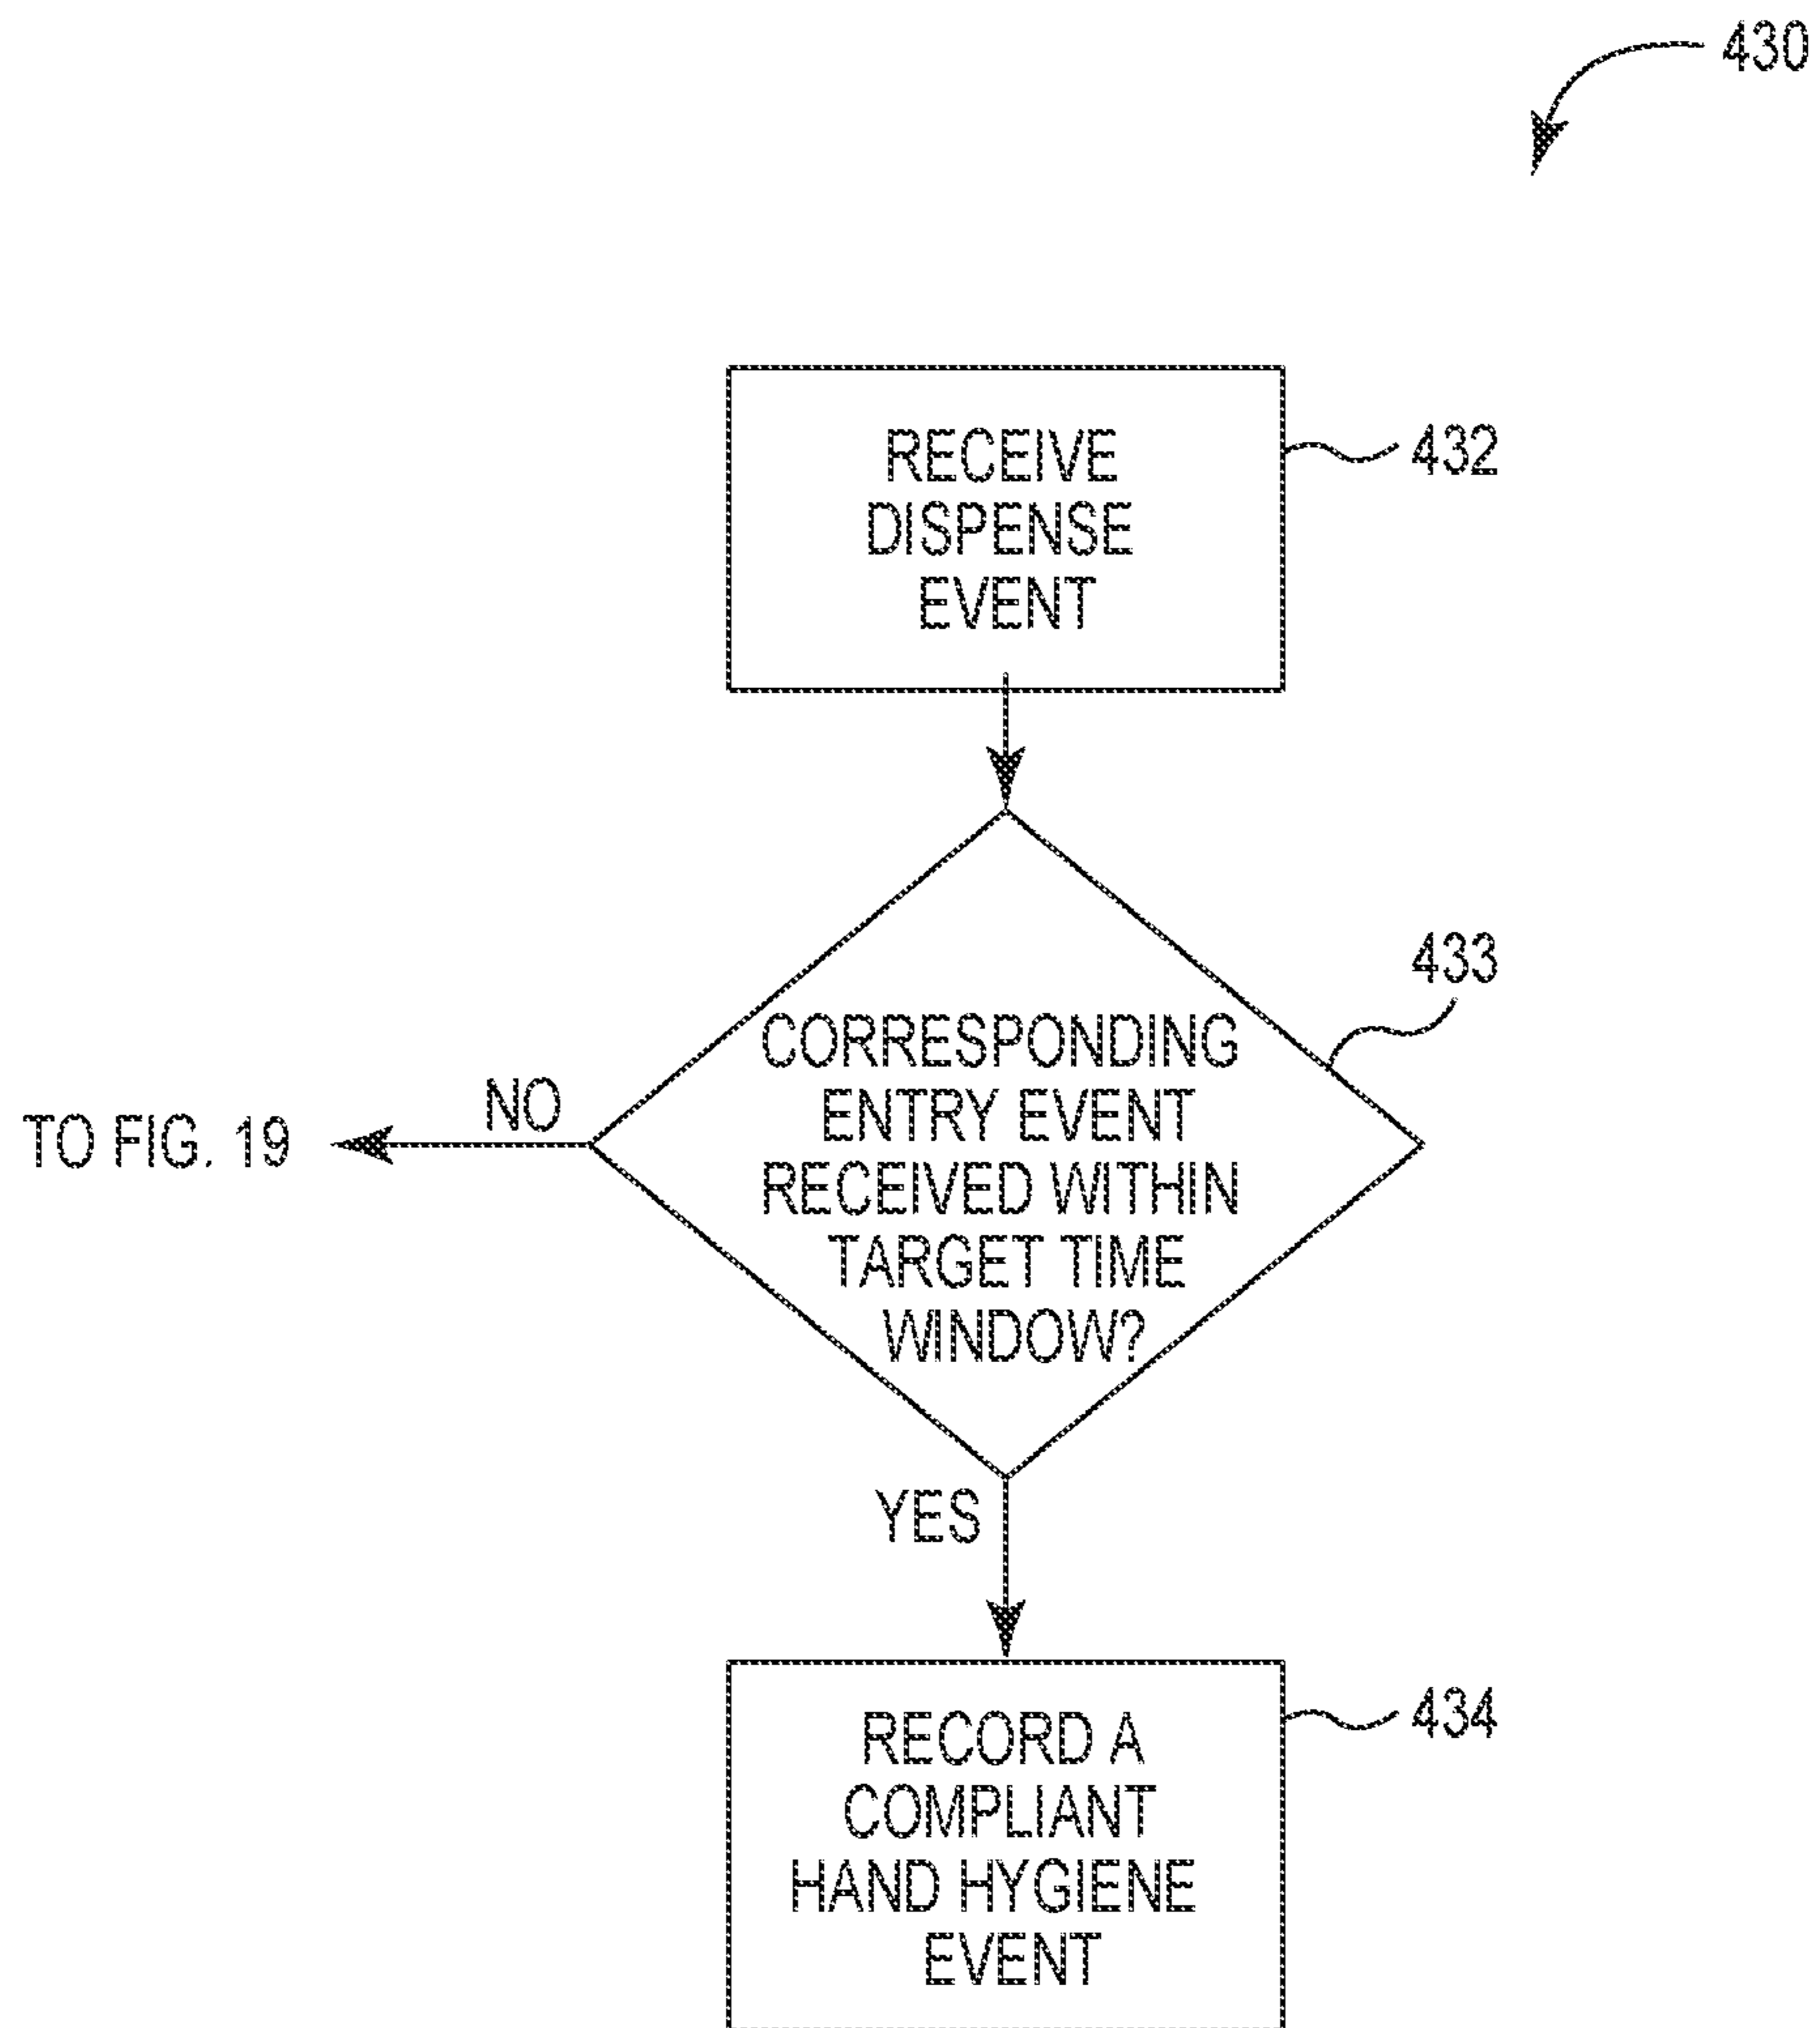 430
RECEIVE
DISPENSE
EVENT
432
433
CORRESPONDING
ENTRY EVENT
RECEIVED WITHIN
TARGET TIME
WINDOW?
NO
TO FIG. 19
YES
RECORD A
COMPLIANT
HAND HYGIENE
EVENT
434